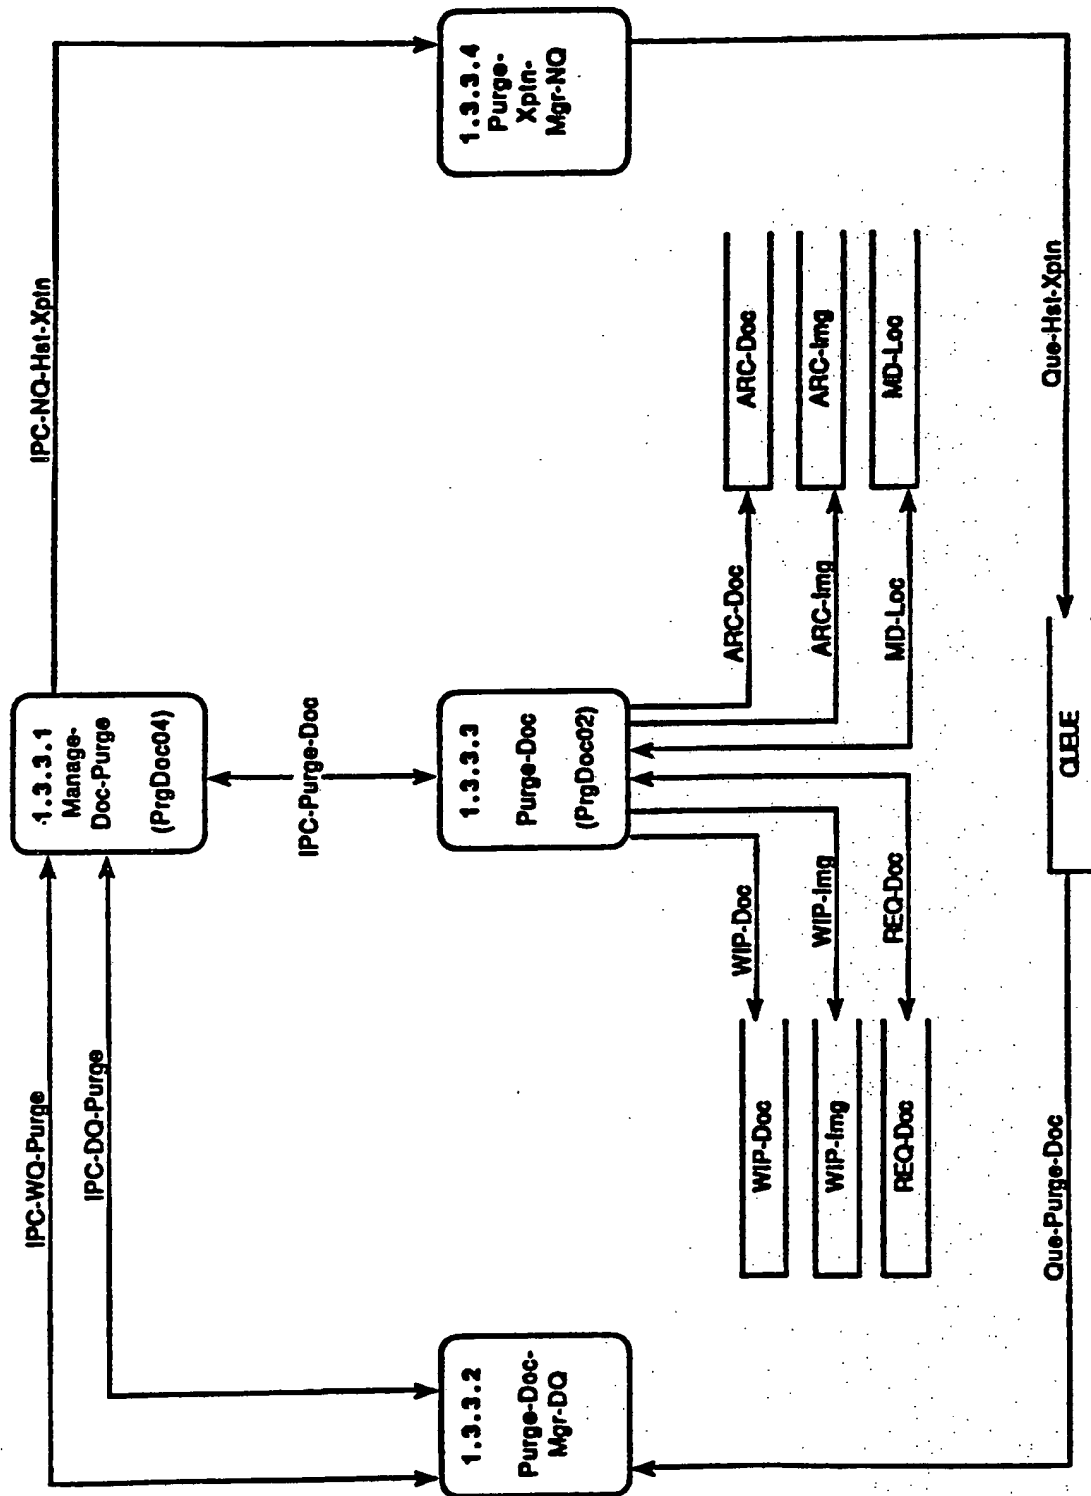 IPC-WQ-Purge
IPC-DQ-Purge
1.3.3.1
Manage-
Doc-Purge
(PrgDoc04)
IPC-NQ-Hst-Xptn
IPC-Purge-Doc
1.3.3.2
Purge-Doc-
Mgr-DQ
1.3.3.3
Purge-Doc
(PrgDoc02)
1.3.3.4
Purge-
Xptn-
Mgr-NQ
WIP-Doc
WIP-Doc
ARC-Doc
ARC-Doc
WIP-Img
WIP-Img
ARC-Img
ARC-Img
REQ-Doc
REQ-Doc
MD-Loc
MD-Loc
Que-Purge-Doc
QUEUE
Que-Hst-Xptn